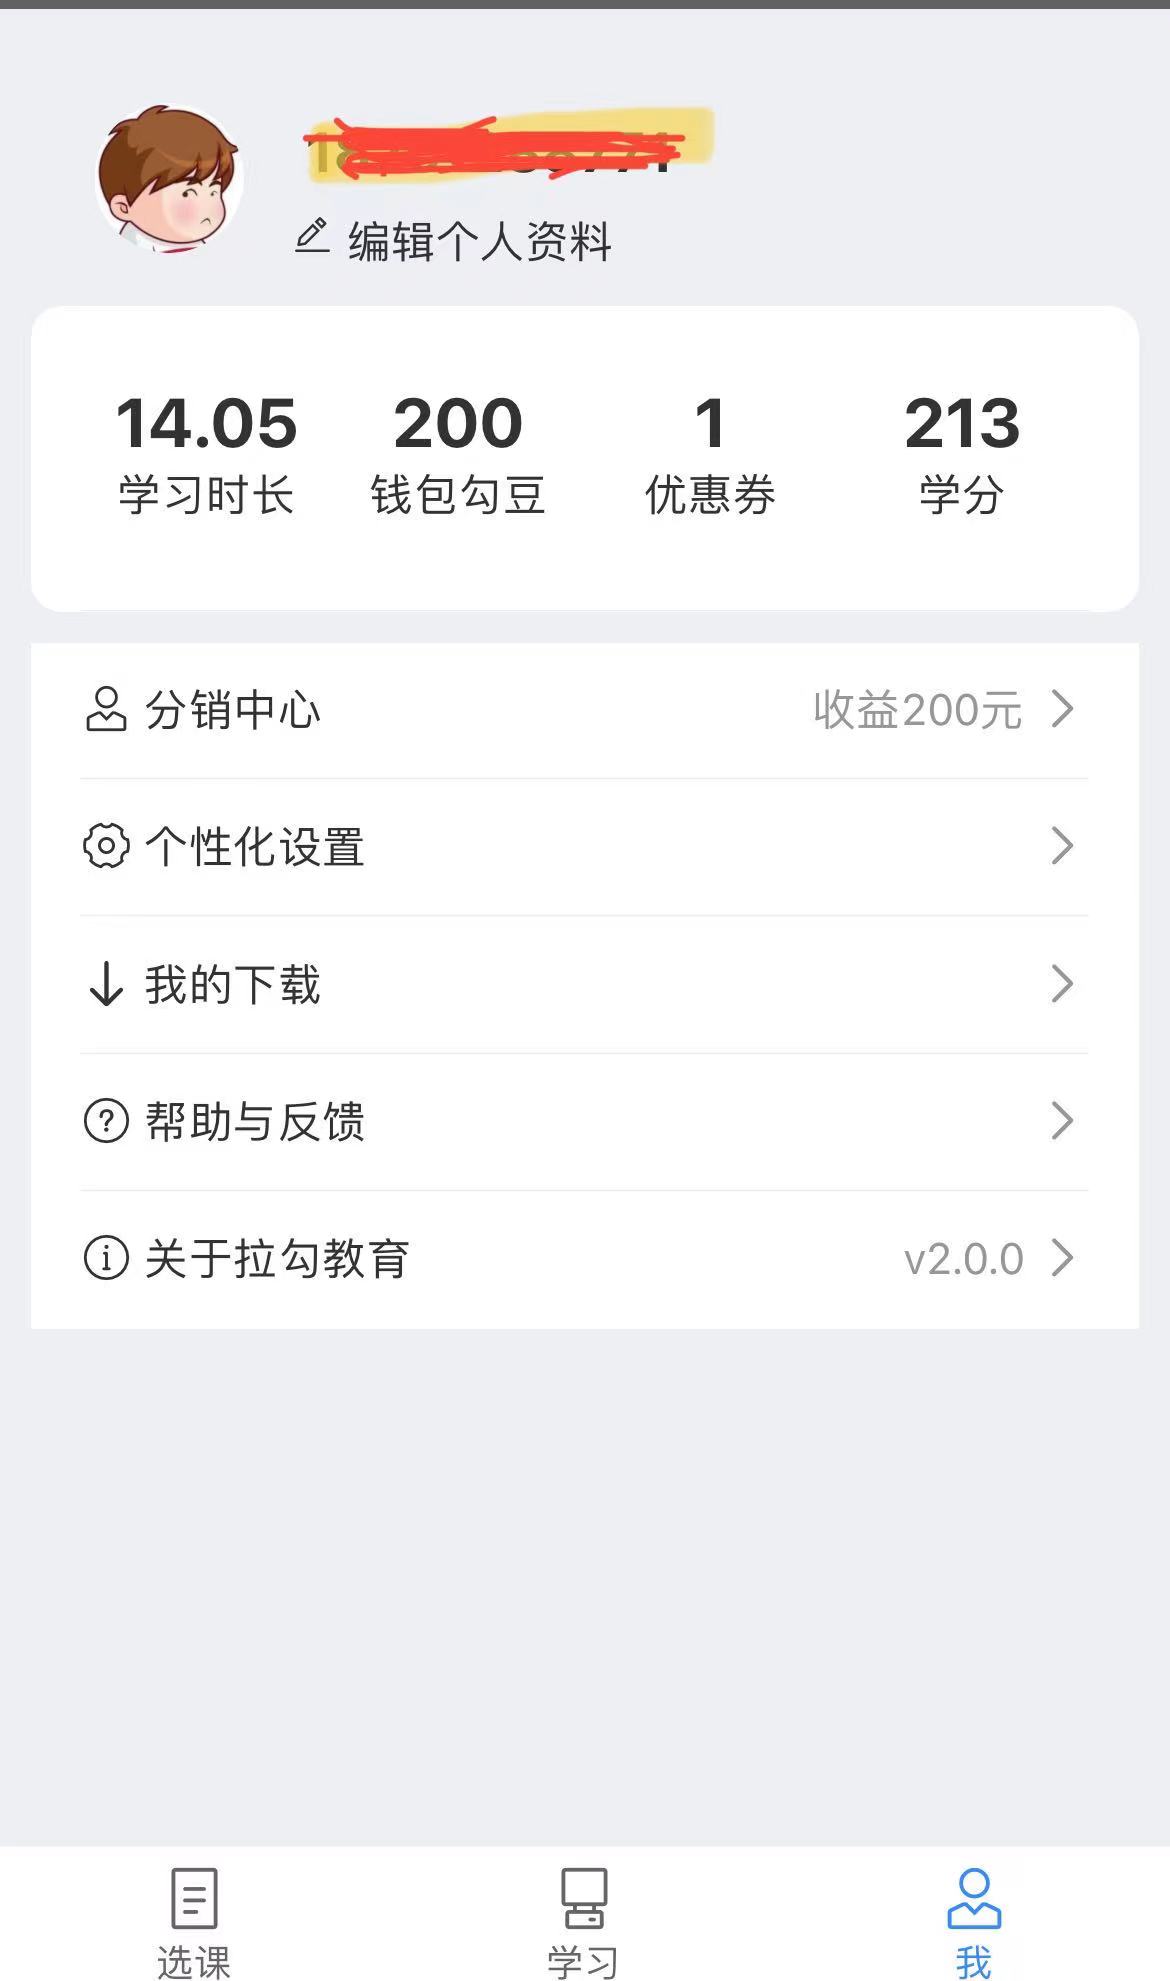 编辑个人资料
14.05 200 1 213
学习时长 钱包勾豆 优惠券 学分
分销中心 收益200元
个性化设置
我的下载
帮助与反馈
关于拉勾教育 v2.0.0
选课 学习 我